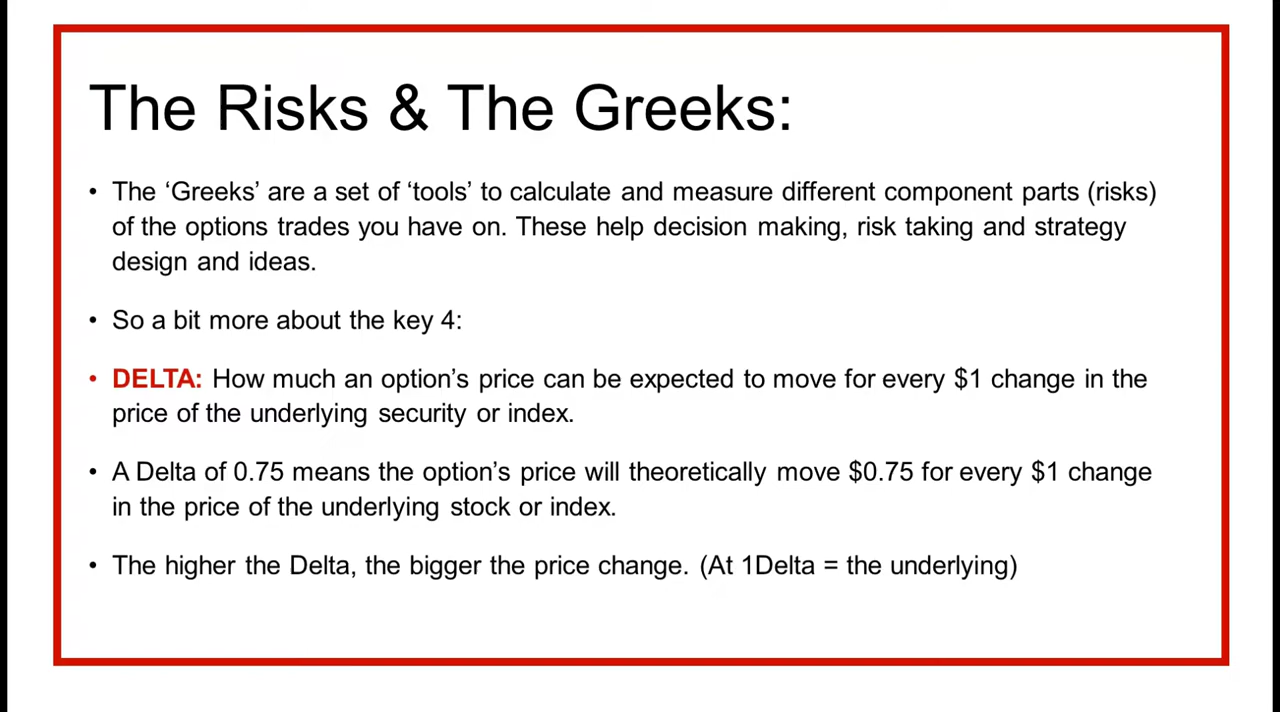 The Risks & The Greeks:
• The ‘Greeks’ are a set of ‘tools’ to calculate and measure different component parts (risks)
of the options trades you have on. These help decision making, risk taking and strategy
design and ideas.
• So a bit more about the key 4:
• DELTA: How much an option’s price can be expected to move for every $1 change in the
price of the underlying security or index.
• A Delta of 0.75 means the option’s price will theoretically move $0.75 for every $1 change
in the price of the underlying stock or index.
• The higher the Delta, the bigger the price change. (At 1Delta = the underlying)